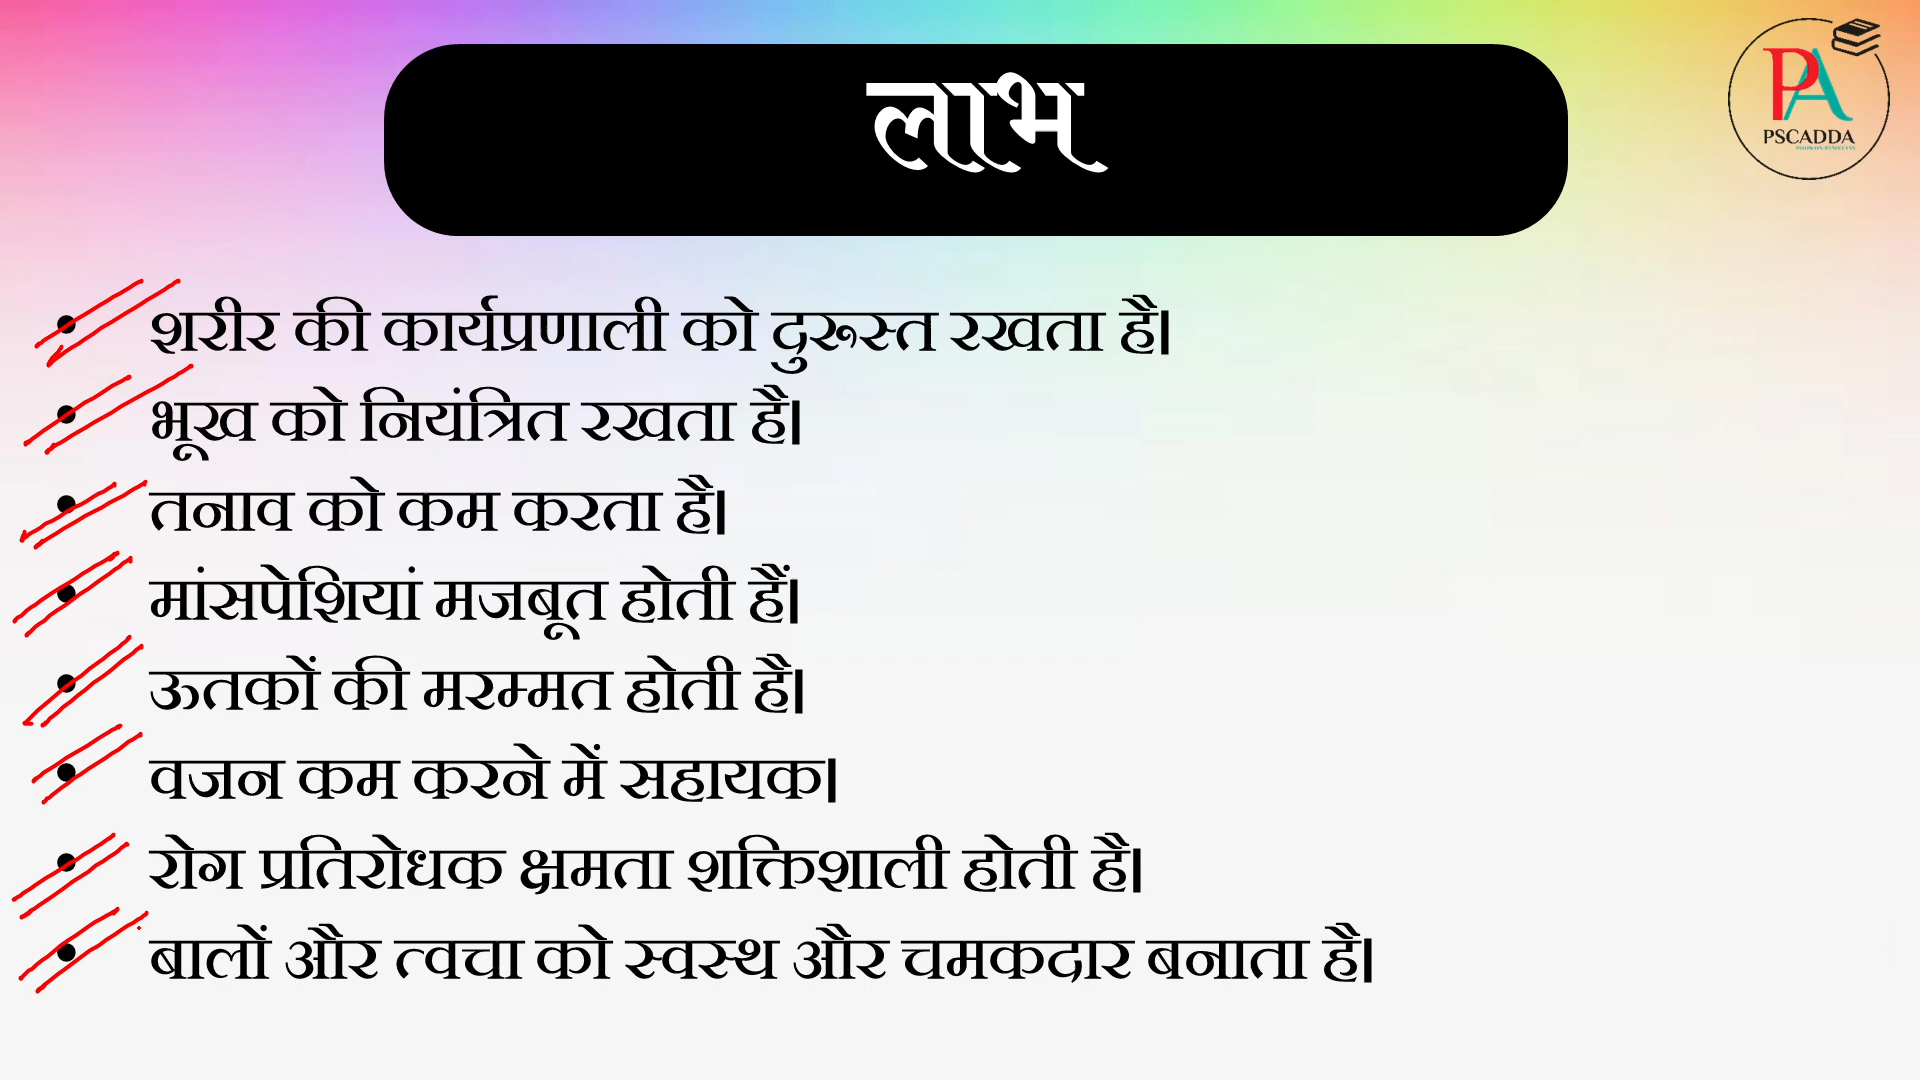 लाभ
PA
PSCADDA
• शरीर की कार्यप्रणाली को दुरूस्त रखता है।
• भूख को नियंत्रित रखता है।
• तनाव को कम करता है।
• मांसपेशियां मजबूत होती हैं।
• ऊतकों की मरम्मत होती है।
• वजन कम करने में सहायक।
• रोग प्रतिरोधक क्षमता शक्तिशाली होती है।
• बालों और त्वचा को स्वस्थ और चमकदार बनाता है।